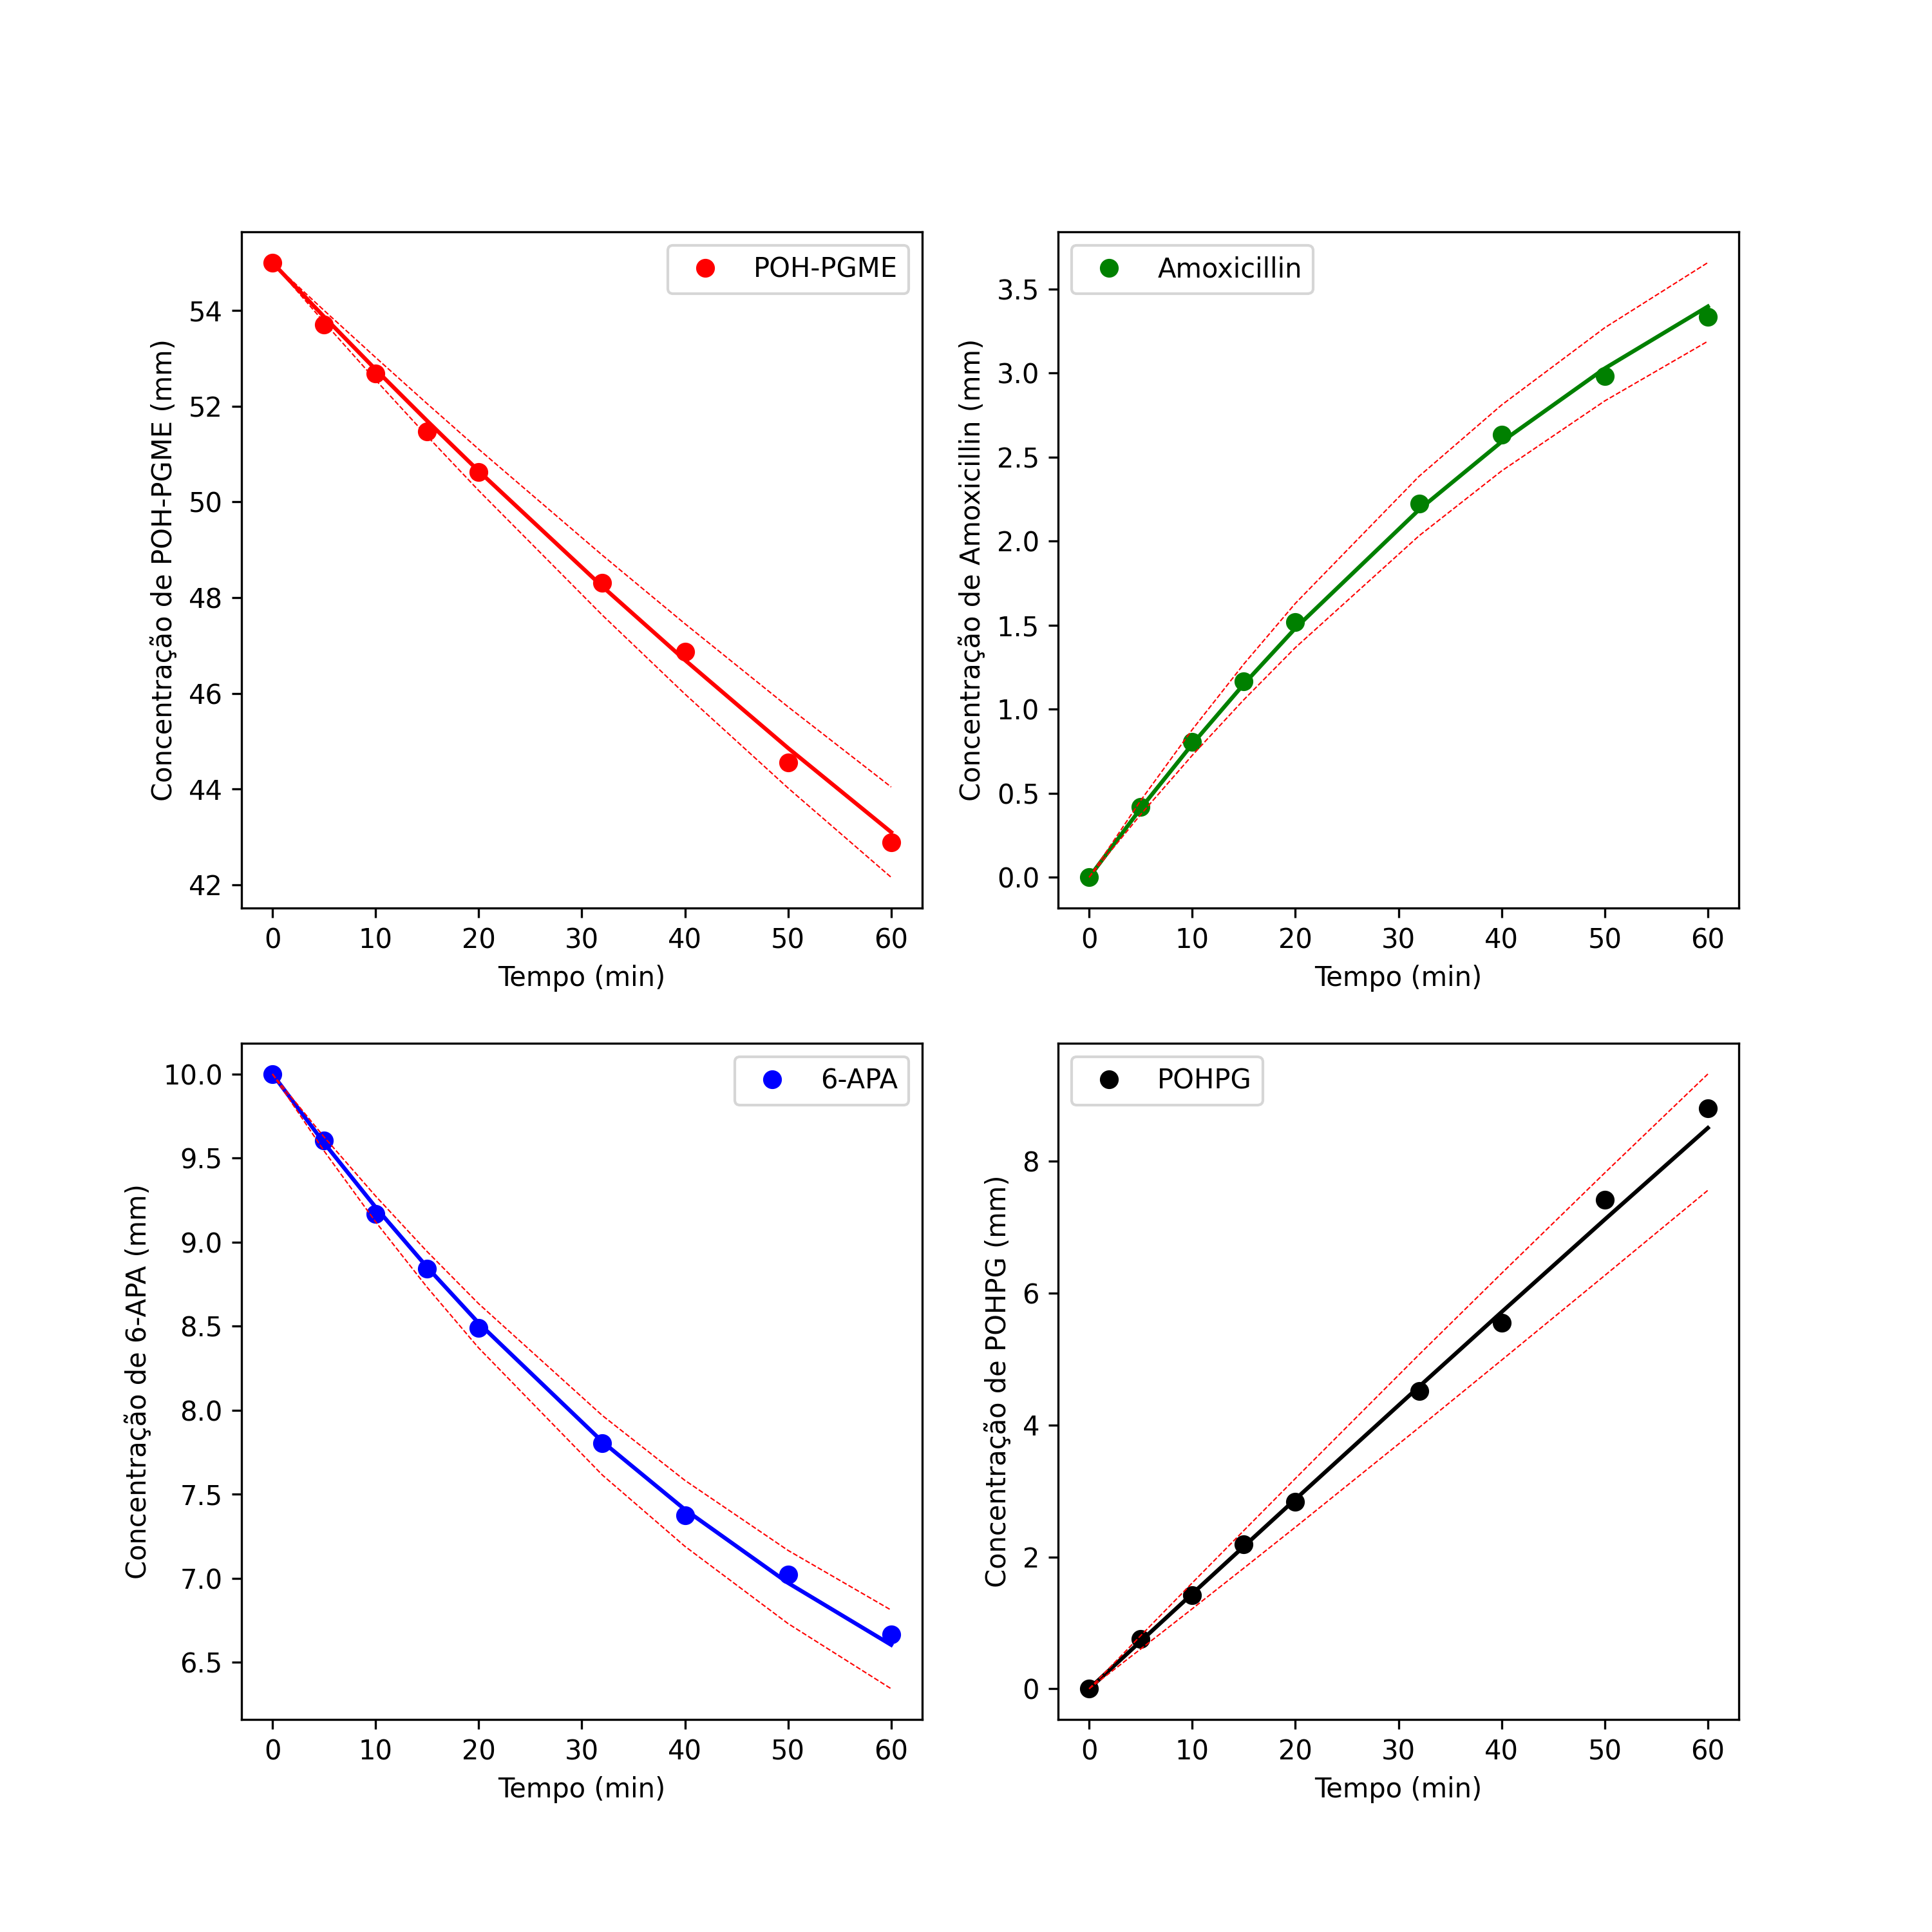 POH-PGME
Concentração de POH-PGME (mm)
54
52
50
48
46
44
42
0 10 20 30 40 50 60
Tempo (min)
Amoxicillin
Concentração de Amoxicillin (mm)
3.5
3.0
2.5
2.0
1.5
1.0
0.5
0.0
0 10 20 30 40 50 60
Tempo (min)
6-APA
Concentração de 6-APA (mm)
10.0
9.5
9.0
8.5
8.0
7.5
7.0
6.5
0 10 20 30 40 50 60
Tempo (min)
POHPG
Concentração de POHPG (mm)
8
6
4
2
0
0 10 20 30 40 50 60
Tempo (min)